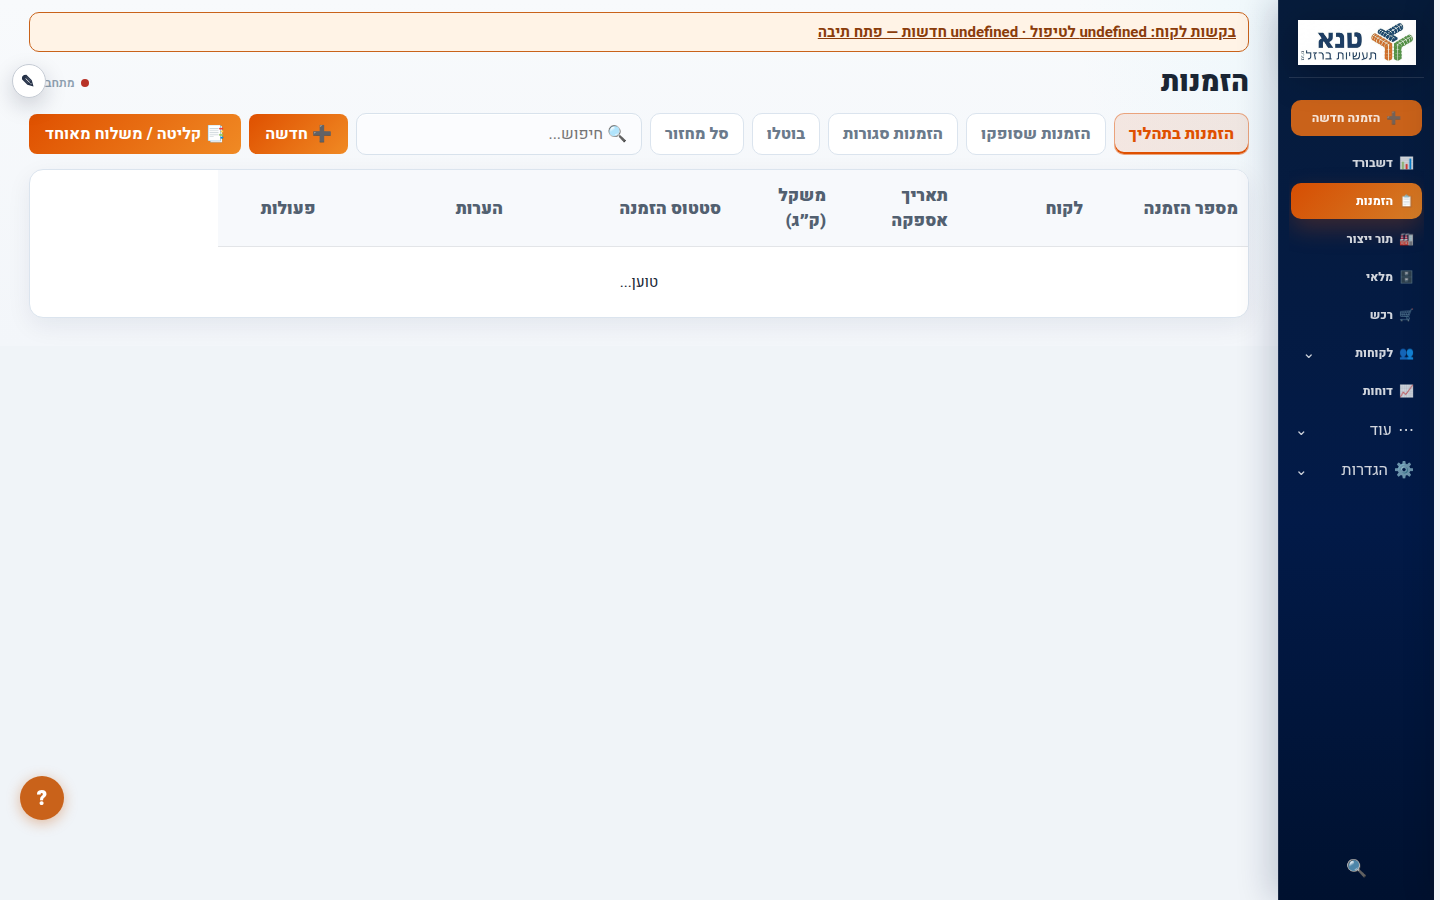 בקשות לקוח: undefined לטיפול · undefined חדשות — פתח תיבה
הזמנות
מתחב
הזמנות בתהליך
הזמנות שסופקו
הזמנות סגורות
בוטלו
סל מחזור
🔍 חיפוש...
➕ חדשה
📑 קליטה / משלוח מאוחד
מספר הזמנה
לקוח
תאריך
אספקה
משקל
(ק״ג)
סטטוס הזמנה
הערות
פעולות
טוען...
טנא
תעשיות ברזל
➕ הזמנה חדשה
📊 דשבורד
📋 הזמנות
🏭 תור ייצור
🗄️ מלאי
🛒 רכש
👥 לקוחות
📈 דוחות
⋯ עוד
⚙️ הגדרות
?